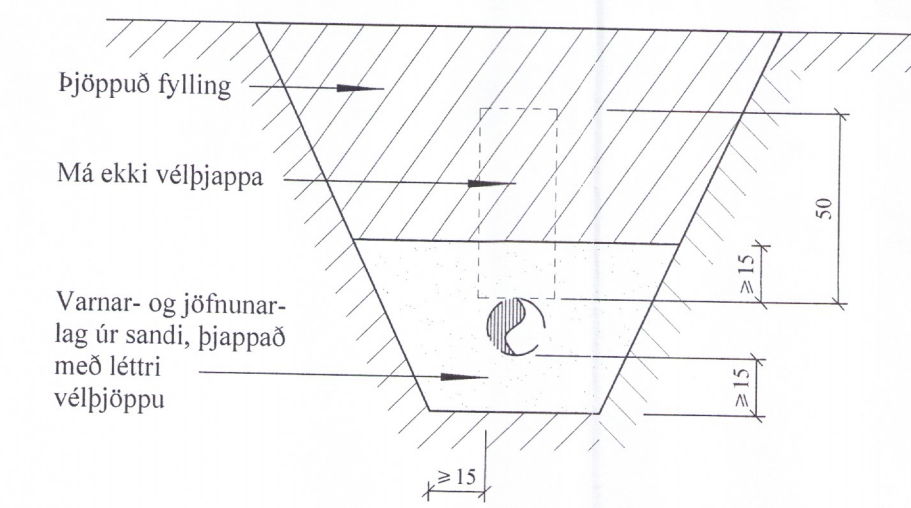 Þjöppuð fylling
Má ekki vélþjappa
50
≥15
Varnar- og jöfnunar-
lag úr sandi, þjappað
með léttri
vélþjöppu
≥15
≥15